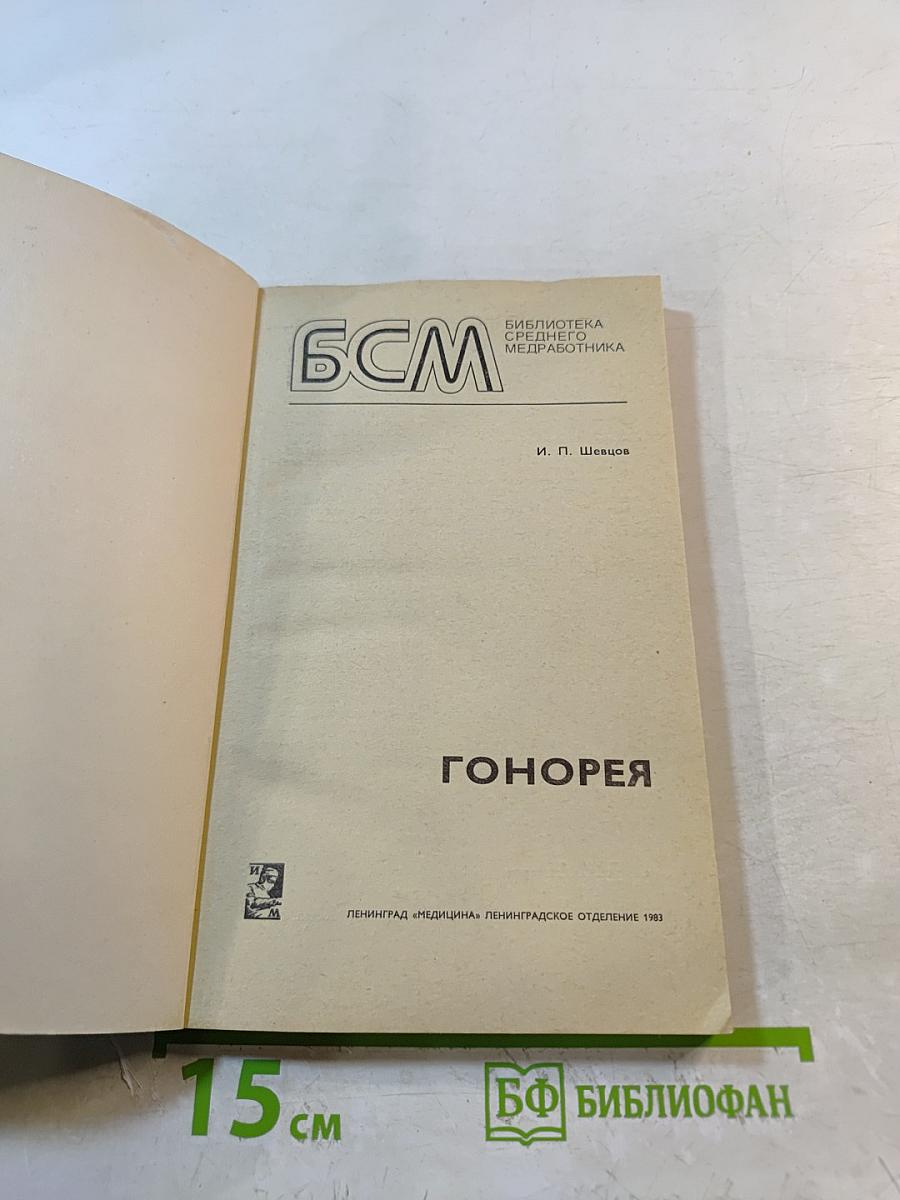 БСМ
БИБЛИОТЕКА
СРЕДНЕГО
МЕДРАБОТНИКА
И. П. Шевцов
ГОНОРЕЯ
И
М
ЛЕНИНГРАД «МЕДИЦИНА» ЛЕНИНГРАДСКОЕ ОТДЕЛЕНИЕ 1983
15 см
БФ БИБЛИОФАН